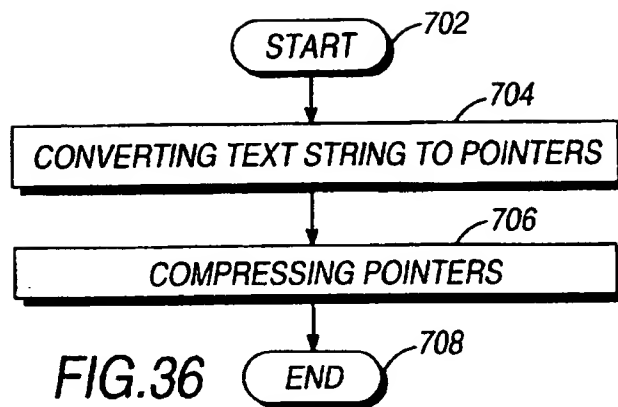 START
702
704
CONVERTING TEXT STRING TO POINTERS
706
COMPRESSING POINTERS
708
FIG.36
END